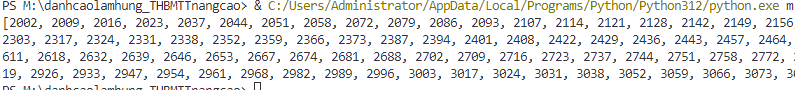 PS M:\danhcaolamhung_THBMTTnangcao> & C:/Users/Administrator/AppData/Local/Programs/Python/Python312/python.exe m
[2002, 2009, 2016, 2023, 2037, 2044, 2051, 2058, 2072, 2079, 2086, 2093, 2107, 2114, 2121, 2128, 2142, 2149, 2156
2303, 2317, 2324, 2331, 2338, 2352, 2359, 2366, 2373, 2387, 2394, 2401, 2408, 2422, 2429, 2436, 2443, 2457, 2464,
611, 2618, 2632, 2639, 2646, 2653, 2667, 2674, 2681, 2688, 2702, 2709, 2716, 2723, 2737, 2744, 2751, 2758, 2772,
19, 2926, 2933, 2947, 2954, 2961, 2968, 2982, 2989, 2996, 3003, 3017, 3024, 3031, 3038, 3052, 3059, 3066, 3073, 3
PS M:\danhcaolamhung_THBMTTnangcao>